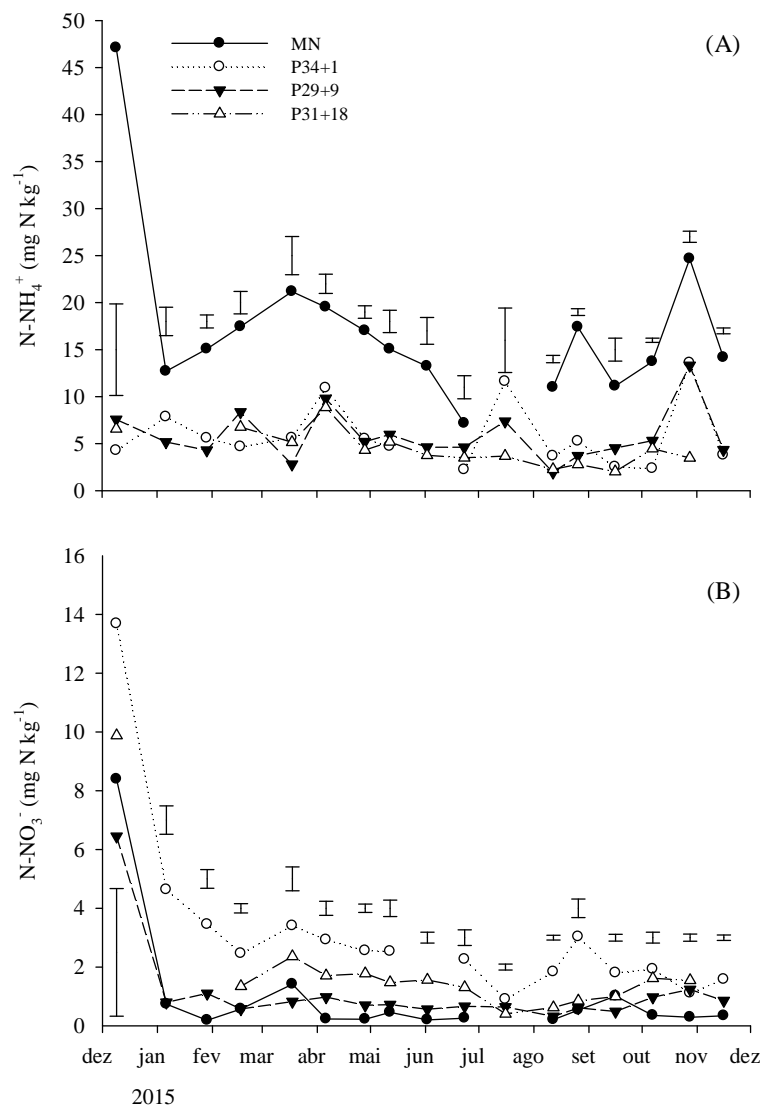 (A)
MN
P34+1
P29+9
P31+18
50
45
40
35
30
25
20
15
10
5
0
N-NH₄⁺ (mg N kg⁻¹)
(B)
16
14
12
10
8
6
4
2
0
N-NO₃⁻ (mg N kg⁻¹)
dez jan fev mar abr mai jun jul ago set out nov dez
2015